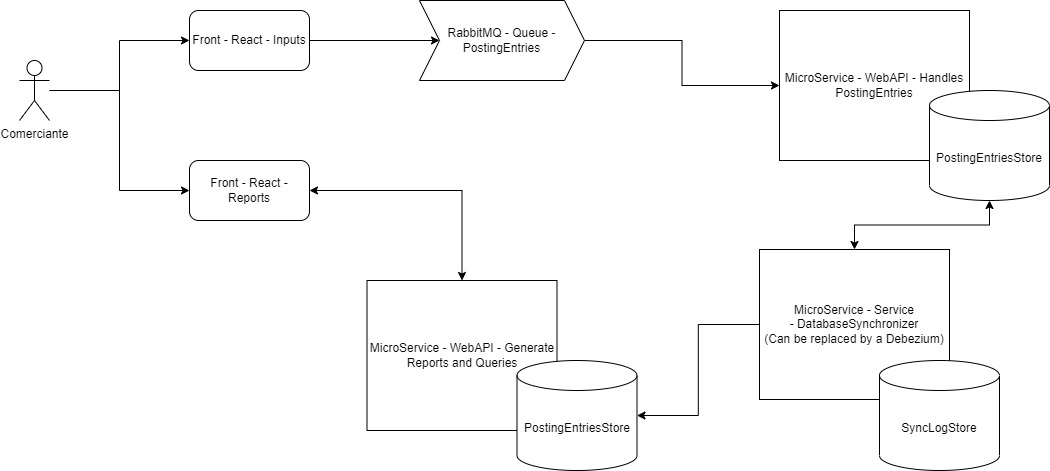 Front - React - Inputs
RabbitMQ - Queue -
PostingEntries
MicroService - WebAPI - Handles
PostingEntries
Comerciante
PostingEntriesStore
Front - React -
Reports
MicroService - Service
- DatabaseSynchronizer
(Can be replaced by a Debezium)
MicroService - WebAPI - Generate
Reports and Queries
PostingEntriesStore
SyncLogStore